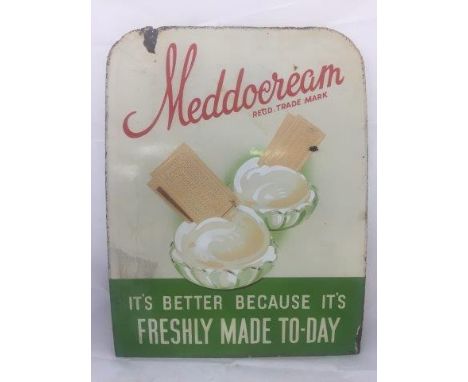 Meddocream
REGD. TRADE MARK
IT'S BETTER BECAUSE IT'S
FRESHLY MADE TO-DAY